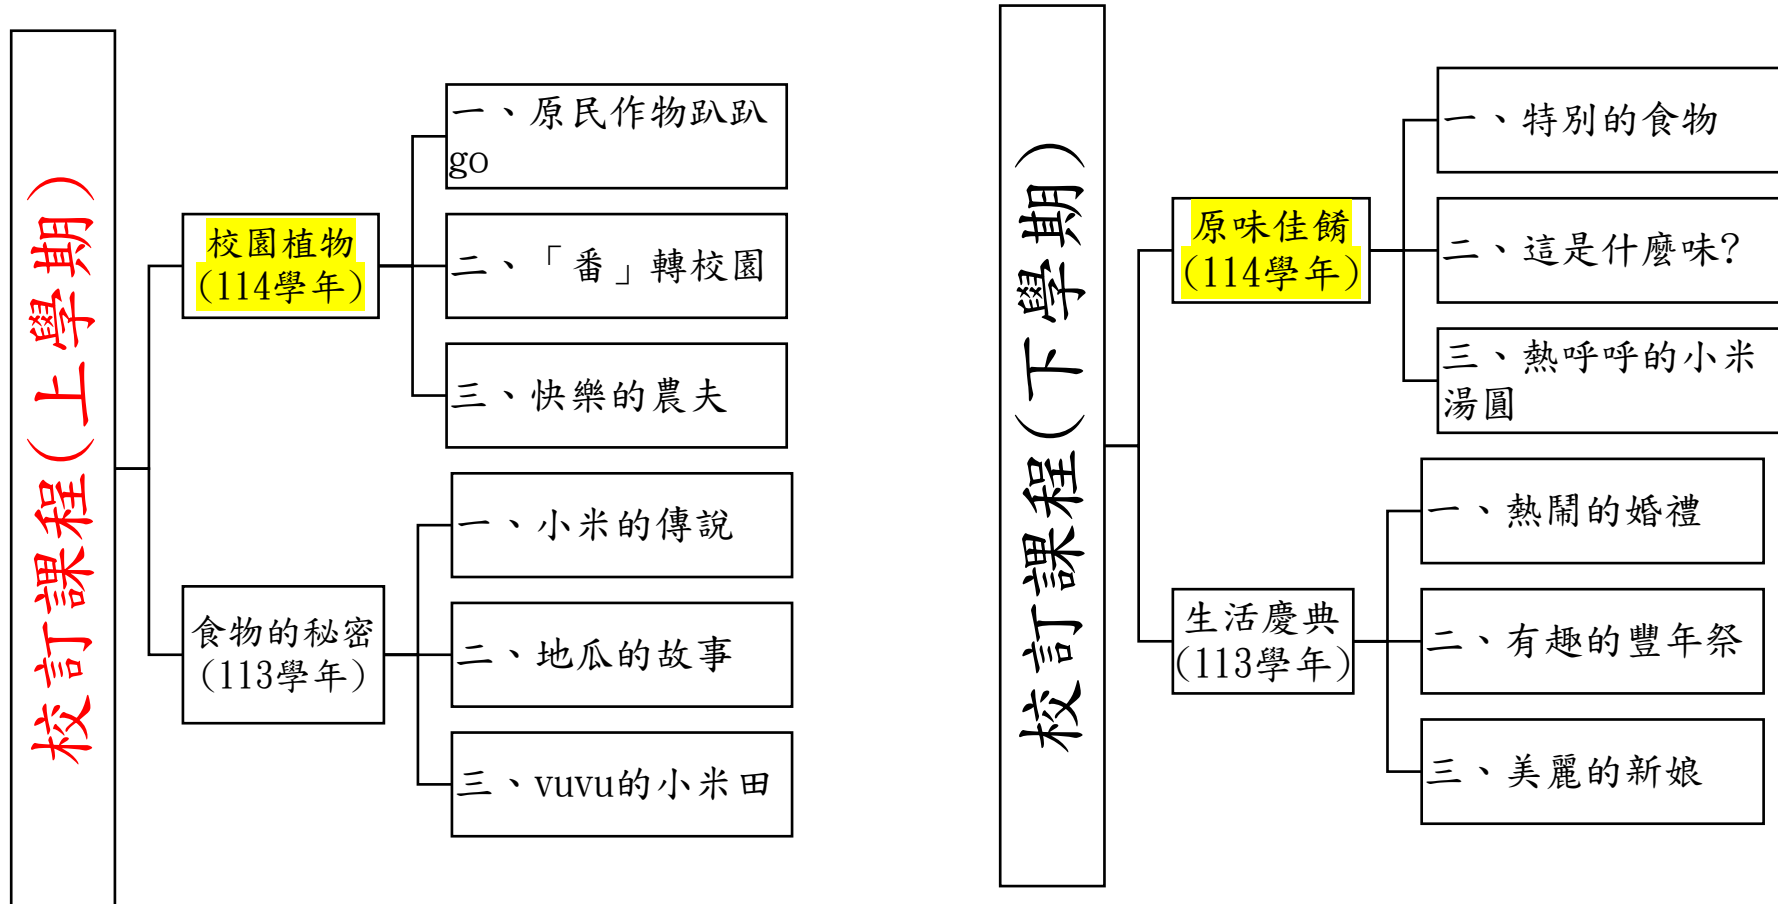 校訂課程(上學期)
校園植物
(114學年)
一、原民作物趴趴
go
二、「番」轉校園
三、快樂的農夫
食物的秘密
(113學年)
一、小米的傳說
二、地瓜的故事
三、vuvu的小米田
校訂課程(下學期)
原味佳餚
(114學年)
一、特別的食物
二、這是什麼味?
三、熱呼呼的小米
湯圓
生活慶典
(113學年)
一、熱鬧的婚禮
二、有趣的豐年祭
三、美麗的新娘